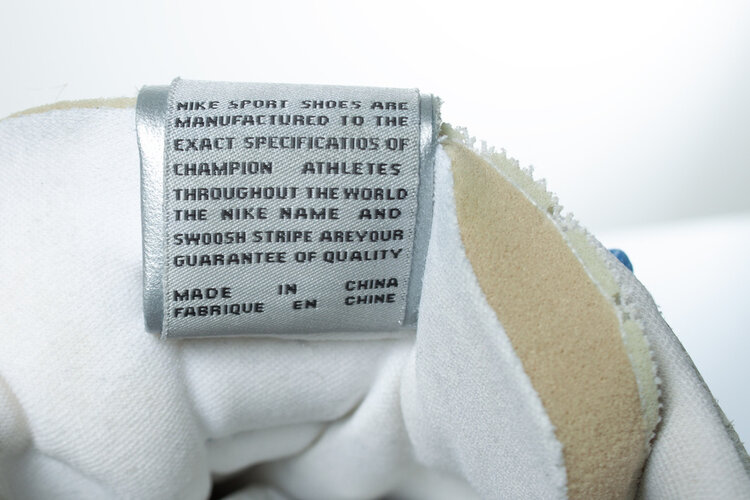 NIKE SPORT SHOES ARE
MANUFACTURED TO THE
EXACT SPECIFICATIOS OF
CHAMPION ATHLETES
THROUGHOUT THE WORLD
THE NIKE NAME AND
SWOOSH STRIPE AREYOUR
GUARANTEE OF QUALITY
MADE IN CHINA
FABRIQUE EN CHINE